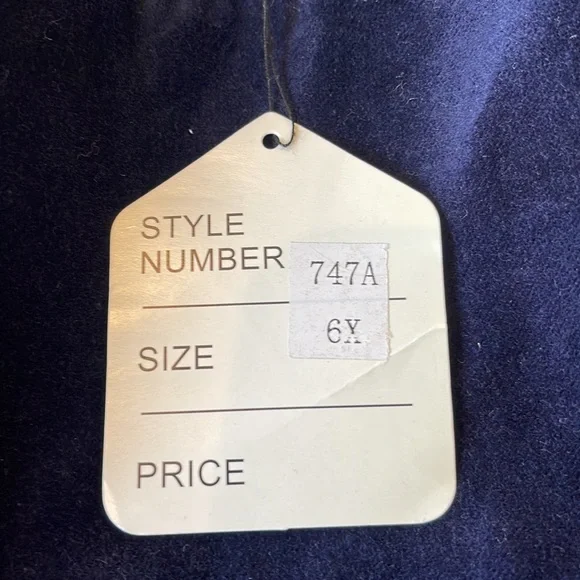 STYLE
NUMBER 747A
6X
SIZE
PRICE